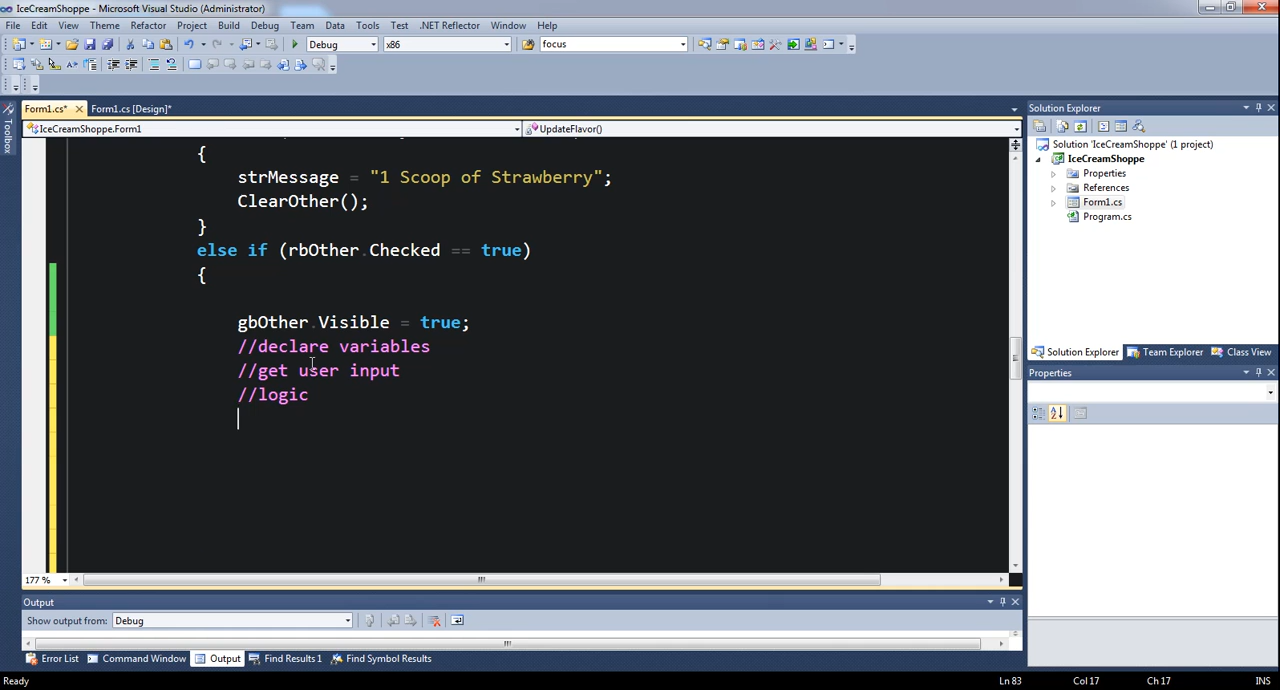 IceCreamShoppe - Microsoft Visual Studio (Administrator)
File Edit View Theme Refactor Project Build Debug Team Data Tools Test .NET Reflector Window Help
Debug x86 focus
Form1.cs* Form1.cs [Design]*
IceCreamShoppe.Form1 UpdateFlavor()
{
strMessage = "1 Scoop of Strawberry";
ClearOther();
}
else if (rbOther.Checked == true)
{
gbOther.Visible = true;
//declare variables
//get user input
//logic
177 %
Output
Show output from: Debug
Error List Command Window Output Find Results 1 Find Symbol Results
Ready Ln 83 Col 17 Ch 17 INS
Toolbox
Solution Explorer
Solution 'IceCreamShoppe' (1 project)
IceCreamShoppe
Properties
References
Form1.cs
Program.cs
Solution Explorer Team Explorer Class View
Properties